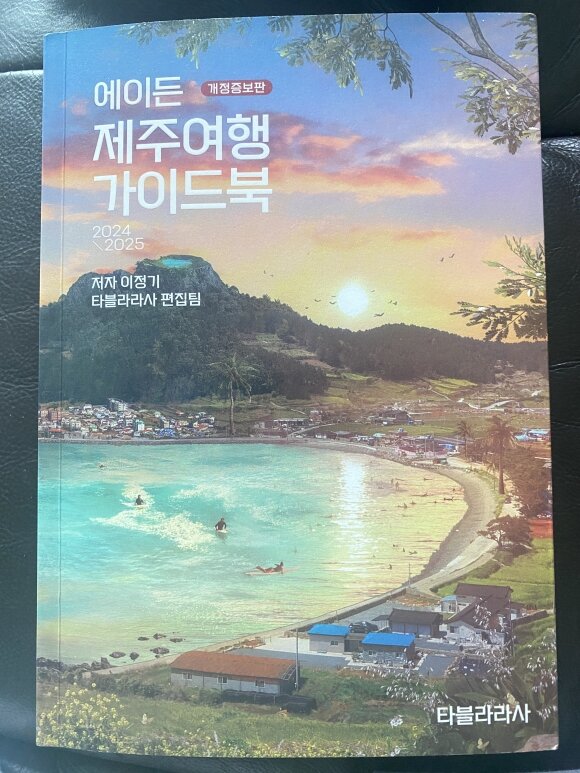 에이든 개정증보판
제주여행
가이드북
2024
\2025
저자 이정기
타블라라사 편집팀
타블라라사